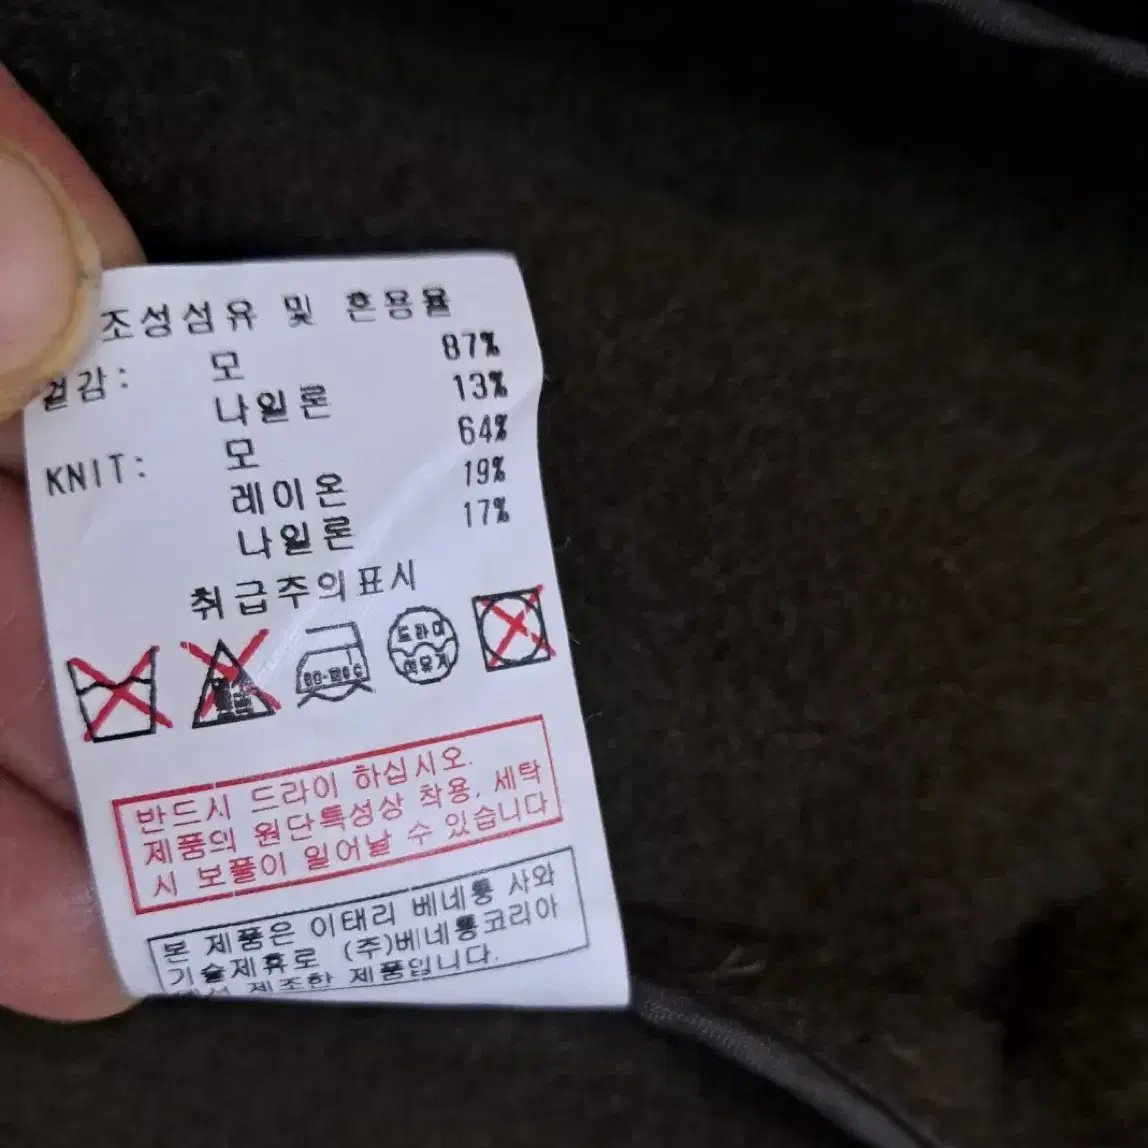 조성섬유 및 혼용율
겉감: 모 87%
나일론 13%
KNIT: 모 64%
레이온 19%
나일론 17%
취급주의표시
드라이
석유계
반드시 드라이 하십시오.
제품의 원단특성상 착용, 세탁
시 보풀이 일어날 수 있습니다
본 제품은 이태리 베네통 사와
기술제휴로 (주)베네통코리아
제조한 제품입니다.